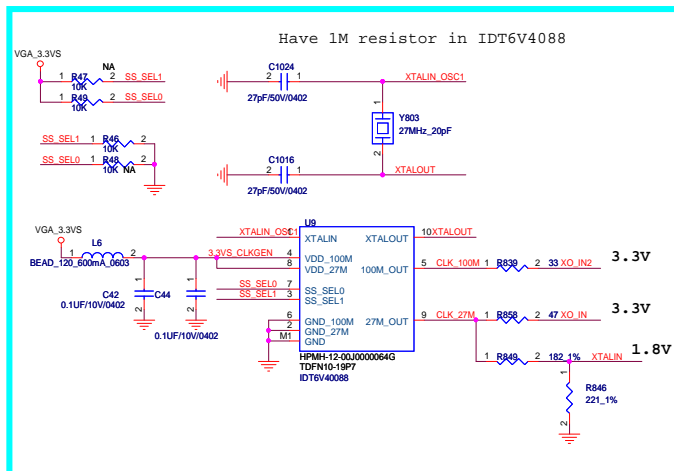 Have 1M resistor in IDT6V4088
VGA_3.3VS
NA
1 R47 2 SS_SEL1
10K
1 R49 2 SS_SEL0
10K
SS_SEL1 1 R46 2
10K
SS_SEL0 1 R48 2
10K NA
C1024
2 1 XTALIN_OSC1
27pF/50V/0402
1
Y803
27MHz_20pF
2
C1016
2 1 XTALOUT
27pF/50V/0402
VGA_3.3VS
L6
1 2
BEAD_120_600mA_0603
3.3VS_CLKGEN
1
C42
0.1UF/10V/0402
2
1
C44
0.1UF/10V/0402
2
U9
XTALIN_OSC1 1 XTALIN XTALOUT 10 XTALOUT
4 VDD_100M 100M_OUT 5 CLK_100M 1 R839 2 33 XO_IN2 3.3V
8 VDD_27M
SS_SEL0 7 SS_SEL0
SS_SEL1 3 SS_SEL1
6 GND_100M 27M_OUT 9 CLK_27M 1 R858 2 47 XO_IN 3.3V
2 GND_27M
M1 GND
HPMH-12-00J0000064G
TDFN10-19P7
IDT6V40088
1 R849 2 182_1% XTALIN 1.8V
1
R846
221_1%
2